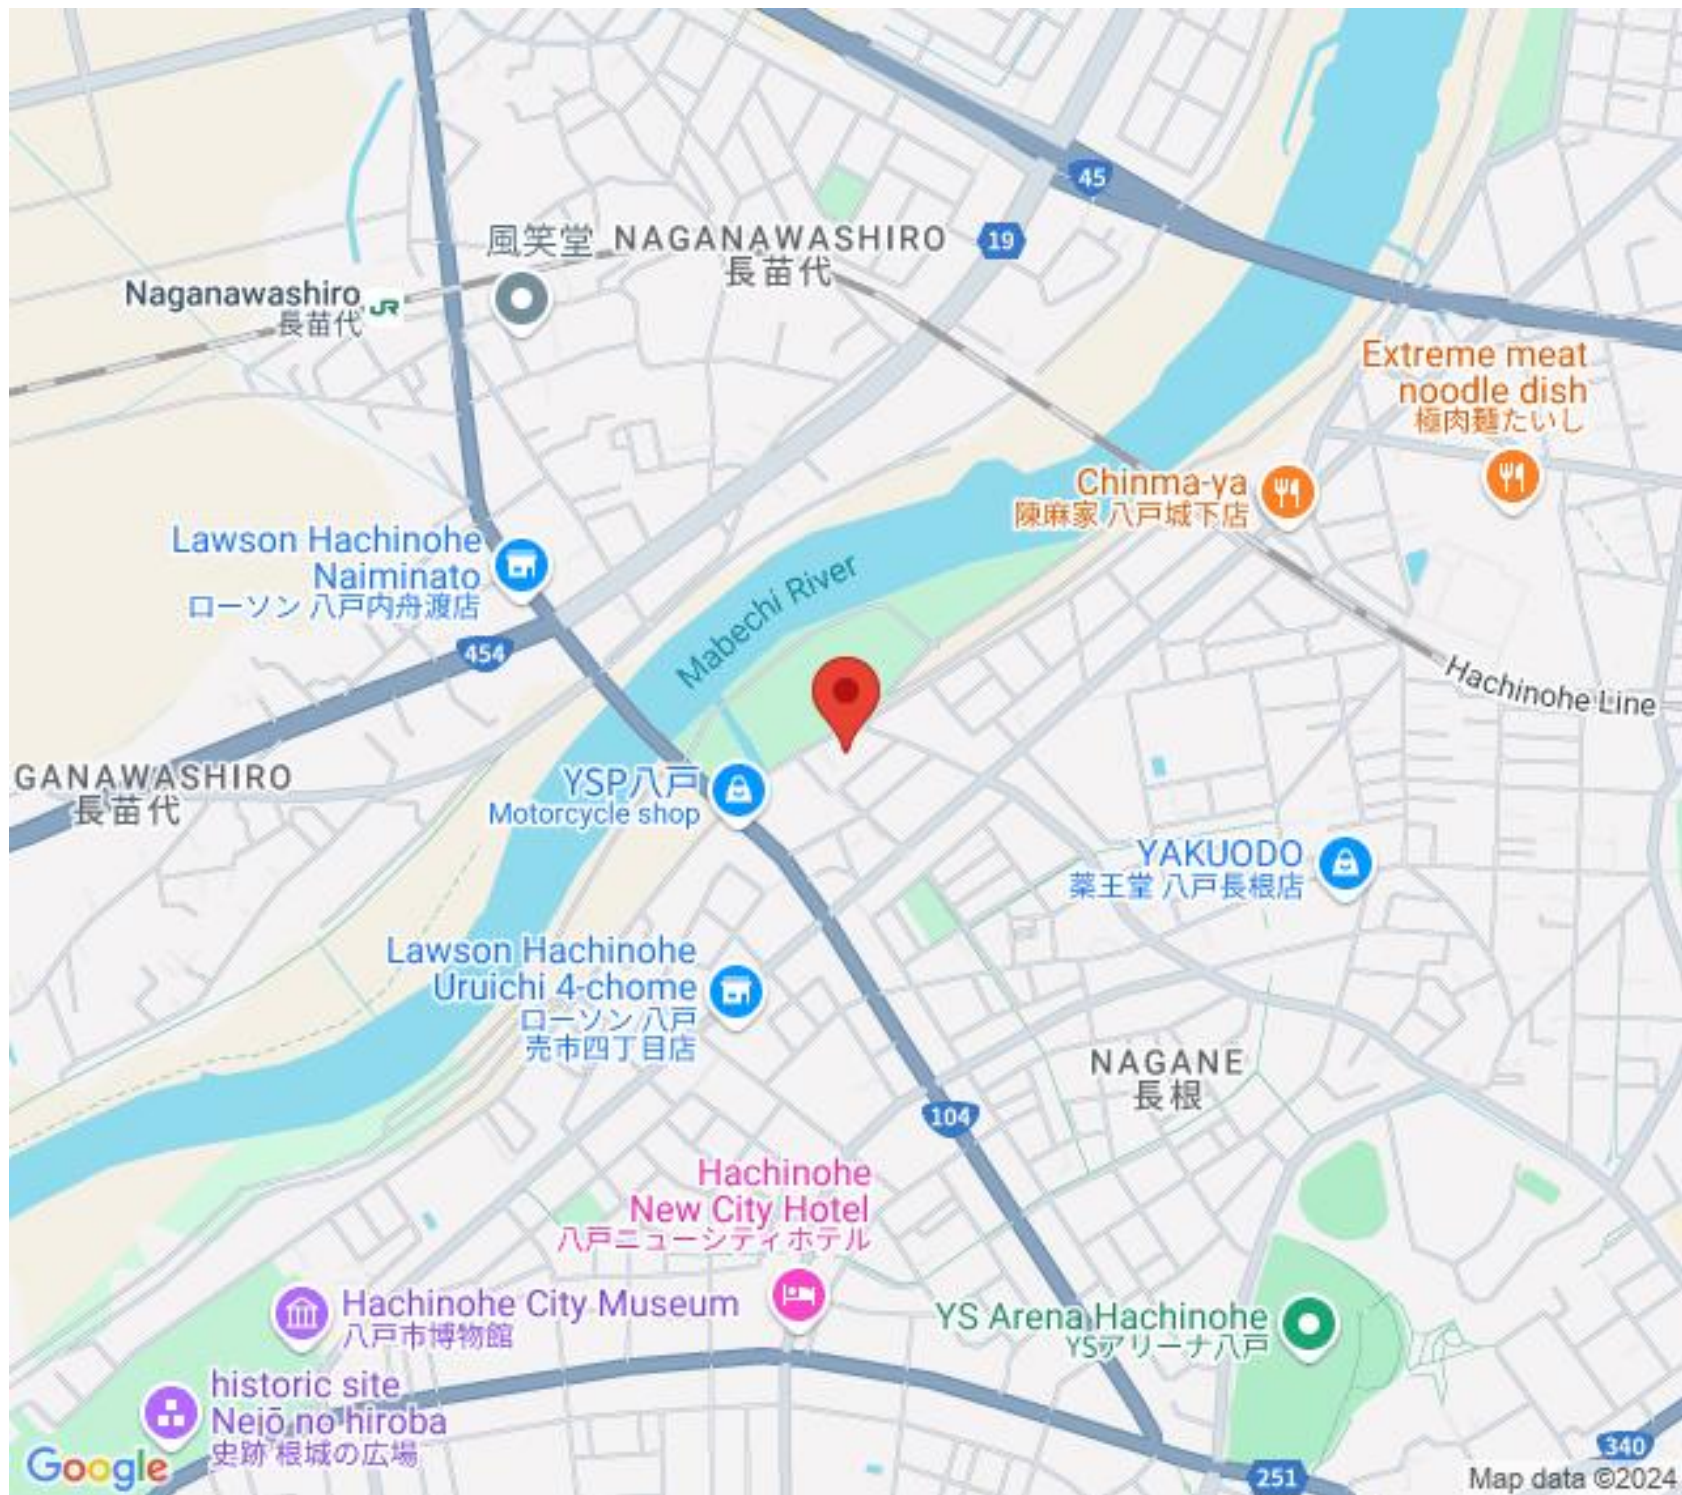 45
風笑堂
NAGANAWASHIRO
長苗代
19
Naganawashiro
長苗代
JR
Extreme meat
noodle dish
極肉麺たいし
Chinma-ya
陳麻家 八戸城下店
Lawson Hachinohe
Naiminato
ローソン 八戸内舟渡店
454
Mabechi River
Hachinohe Line
GANAWASHIRO
長苗代
YSP八戸
Motorcycle shop
YAKUODO
薬王堂 八戸長根店
Lawson Hachinohe
Uruichi 4-chome
ローソン 八戸
売市四丁目店
NAGANE
長根
104
Hachinohe
New City Hotel
八戸ニューシティホテル
Hachinohe City Museum
八戸市博物館
YS Arena Hachinohe
YSアリーナ八戸
historic site
Nejō no hiroba
史跡 根城の広場
340
251
Google
Map data ©2024